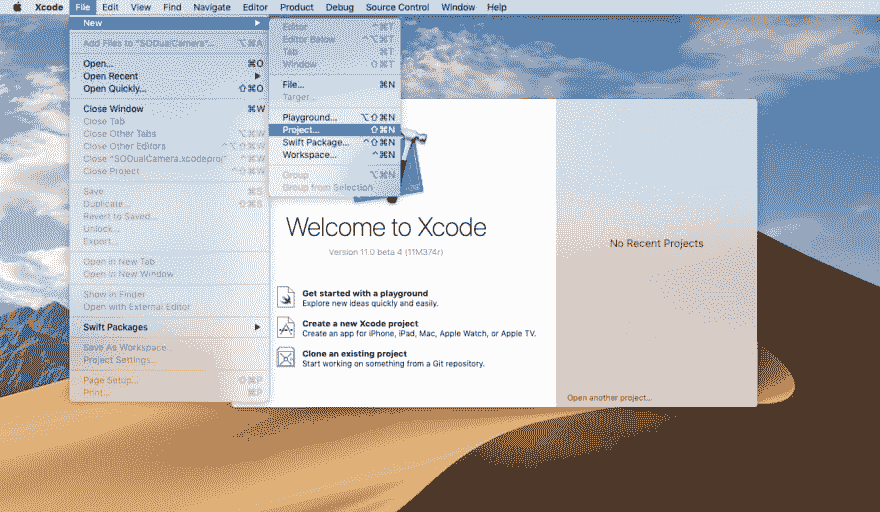 Xcode File Edit View Find Navigate Editor Product Debug Source Control Window Help
New
Add Files to "SODualCamera"... ⌥⌘A
Open... ⌘O
Open Recent
Open Quickly... ⇧⌘O
Close Window ⌘W
Close Tab
Close Other Tabs ⌥⌘W
Close Other Editors
Close "SODualCamera.xcodeproj" ^⌘W
Close Project
Save ⌘S
Duplicate... ⇧⌘S
Revert to Saved...
Unlock...
Export...
Open in New Tab
Open in New Window
Show in Finder
Open with External Editor
Swift Packages
Save As Workspace...
Project Settings...
Page Setup... ⇧⌘P
Print... ⌘P
Editor ^⌘T
Editor Below ^⌥⌘T
Tab ⌘T
Window ⇧⌘T
File... ⌘N
Target...
Playground... ⌥⇧⌘N
Project... ⇧⌘N
Swift Package... ^⇧⌘N
Workspace... ^⌘N
Group ⌥⌘N
Group from Selection
Welcome to Xcode
Version 11.0 beta 4 (11M374r)
Get started with a playground
Explore new ideas quickly and easily.
Create a new Xcode project
Create an app for iPhone, iPad, Mac, Apple Watch, or Apple TV.
Clone an existing project
Start working on something from a Git repository.
No Recent Projects
Open another project...